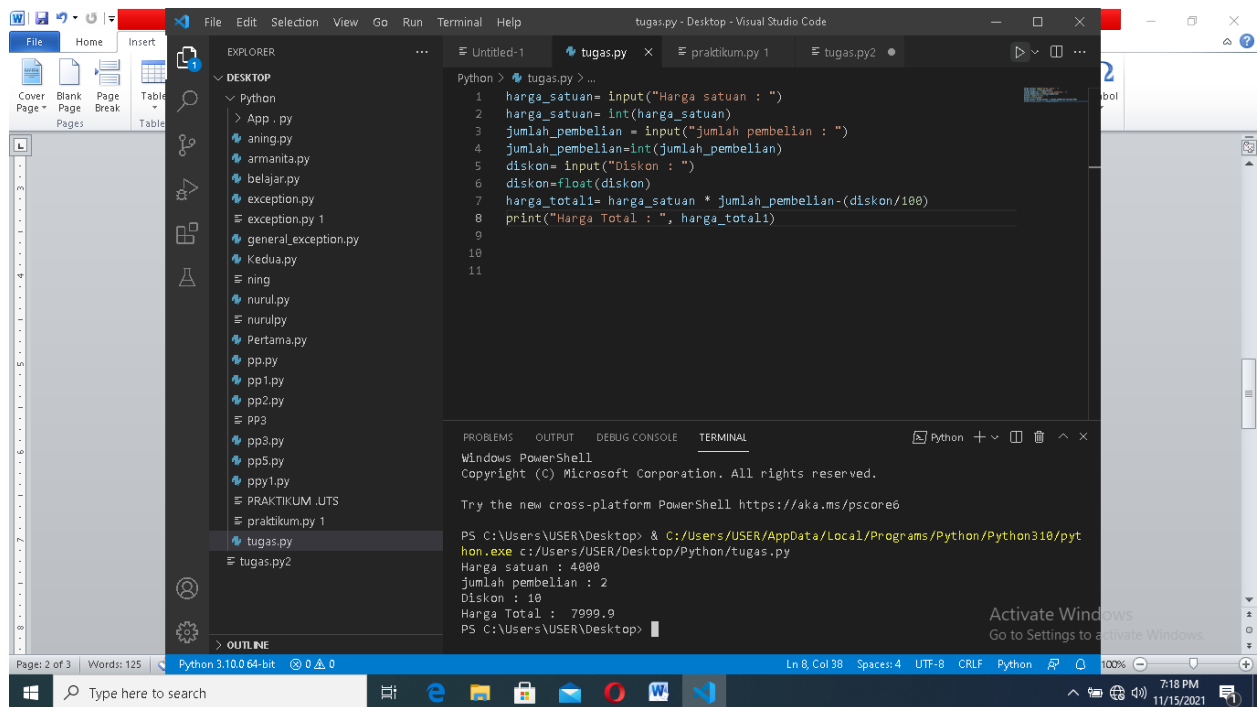 File Edit Selection View Go Run Terminal Help
tugas.py - Desktop - Visual Studio Code
File Home Insert
Cover Page
Blank Page
Page Break
Table
Pages
Table
bol
EXPLORER
DESKTOP
Python
App . py
aning.py
armanita.py
belajar.py
exception.py
exception.py 1
general_exception.py
Kedua.py
ning
nurul.py
nurulpy
Pertama.py
pp.py
pp1.py
pp2.py
PP3
pp3.py
pp5.py
ppy1.py
PRAKTIKUM .UTS
praktikum.py 1
tugas.py
tugas.py2
OUTLINE
Untitled-1 tugas.py praktikum.py 1 tugas.py2
Python > tugas.py > ...
1 harga_satuan= input("Harga satuan : ")
2 harga_satuan= int(harga_satuan)
3 jumlah_pembelian = input("jumlah pembelian : ")
4 jumlah_pembelian=int(jumlah_pembelian)
5 diskon= input("Diskon : ")
6 diskon=float(diskon)
7 harga_total1= harga_satuan * jumlah_pembelian-(diskon/100)
8 print("Harga Total : ", harga_total1)
9
10
11
PROBLEMS OUTPUT DEBUG CONSOLE TERMINAL
Python
Windows PowerShell
Copyright (C) Microsoft Corporation. All rights reserved.
Try the new cross-platform PowerShell https://aka.ms/pscore6
PS C:\Users\USER\Desktop> & C:/Users/USER/AppData/Local/Programs/Python/Python310/pyt
hon.exe c:/Users/USER/Desktop/Python/tugas.py
Harga satuan : 4000
jumlah pembelian : 2
Diskon : 10
Harga Total :  7999.9
PS C:\Users\USER\Desktop>
Activate Windows
Go to Settings to activate Windows.
Page: 2 of 3 Words: 125
Python 3.10.0 64-bit 0 0
Ln 8, Col 38 Spaces: 4 UTF-8 CRLF Python
100%
Type here to search
7:18 PM
11/15/2021